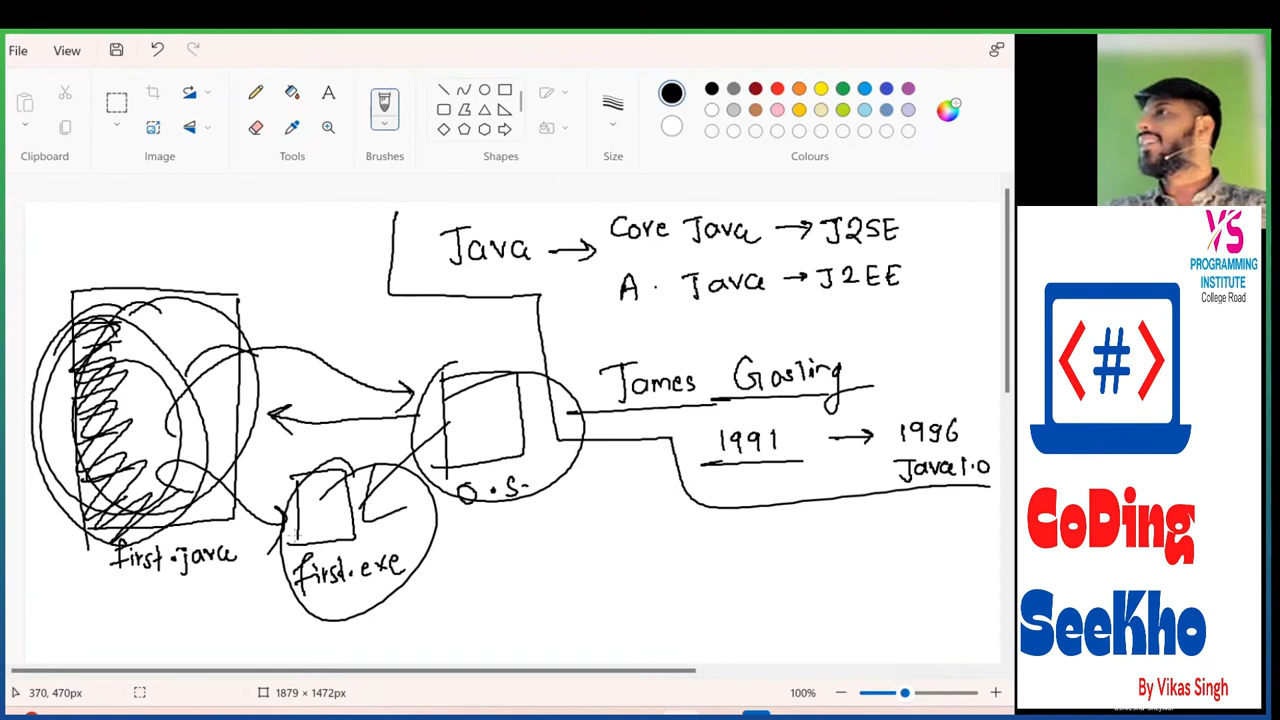 File View
Clipboard
Image
Tools
Brushes
Shapes
Size
Colours
Java → Core Java → J2SE
A. Java → J2EE
James Gosling
1991 → 1996
Java 1.0
O.S.
first.java
first.exe
YS
PROGRAMMING
INSTITUTE
College Road
<#>
CoDing
SeeKho
By Vikas Singh
370, 470px
1879 × 1472px
100%